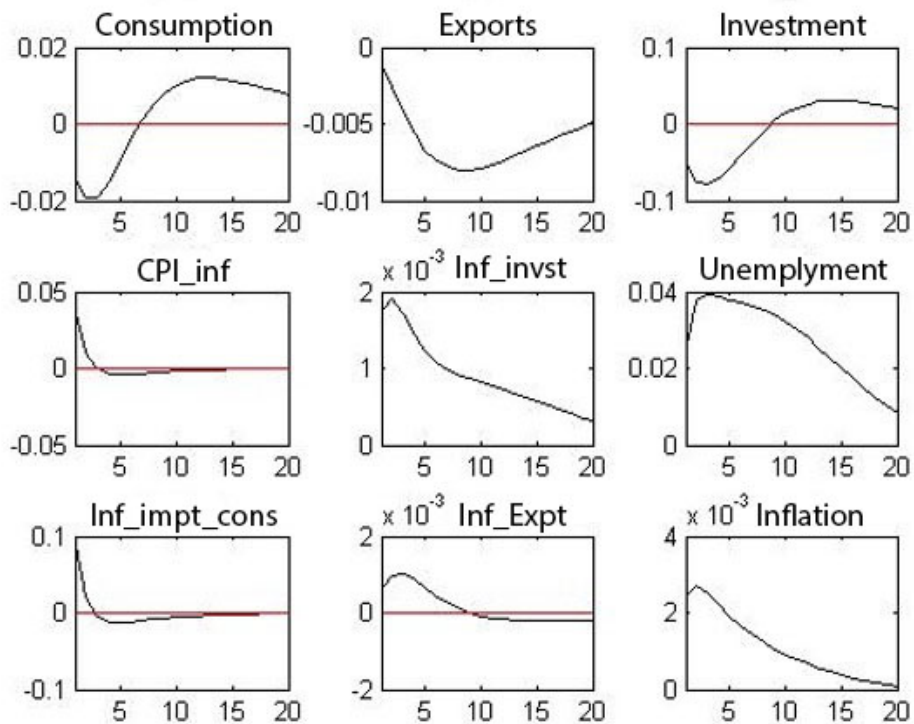 Consumption
0.02
0
-0.02
5 10 15 20
Exports
0
-0.005
-0.01
5 10 15 20
Investment
0.1
0
-0.1
5 10 15 20
CPI_inf
0.05
0
-0.05
5 10 15 20
x 10-3 Inf_invst
2
1
0
5 10 15 20
Unemplyment
0.04
0.02
0
5 10 15 20
Inf_impt_cons
0.1
0
-0.1
5 10 15 20
x 10-3 Inf_Expt
2
0
-2
5 10 15 20
x 10-3 Inflation
4
2
0
5 10 15 20